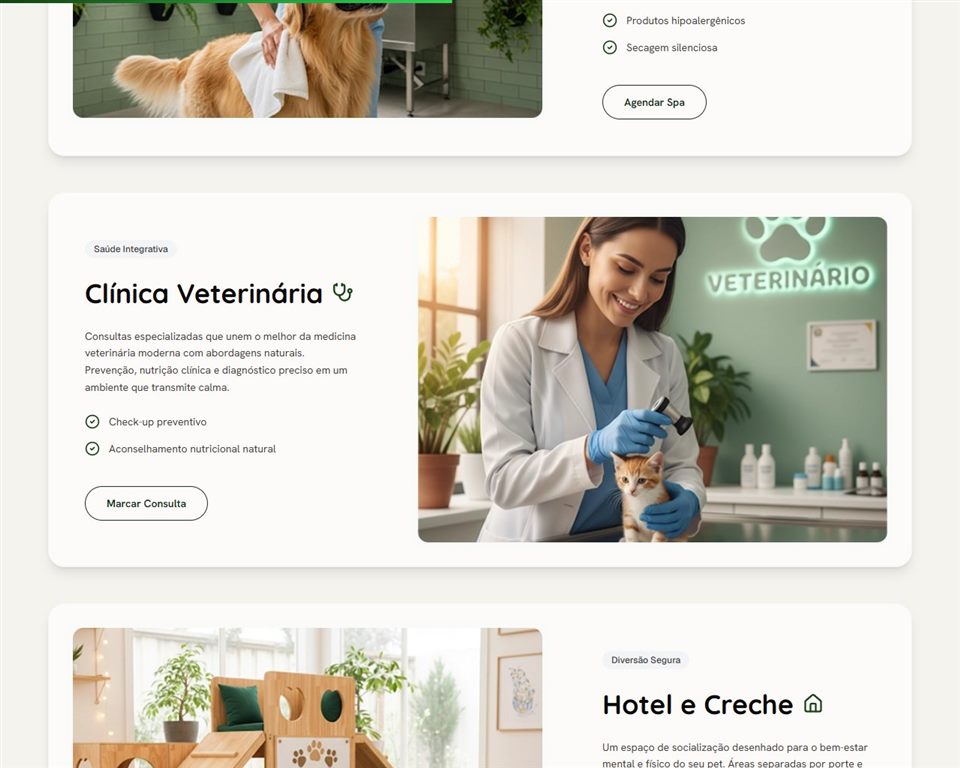 Produtos hipoalergênicos
Secagem silenciosa
Agendar Spa
Saúde Integrativa
Clínica Veterinária
Consultas especializadas que unem o melhor da medicina
veterinária moderna com abordagens naturais.
Prevenção, nutrição clínica e diagnóstico preciso em um
ambiente que transmite calma.
Check-up preventivo
Aconselhamento nutricional natural
Marcar Consulta
VETERINÁRIO
Diversão Segura
Hotel e Creche
Um espaço de socialização desenhado para o bem-estar
mental e físico do seu pet. Áreas separadas por porte e